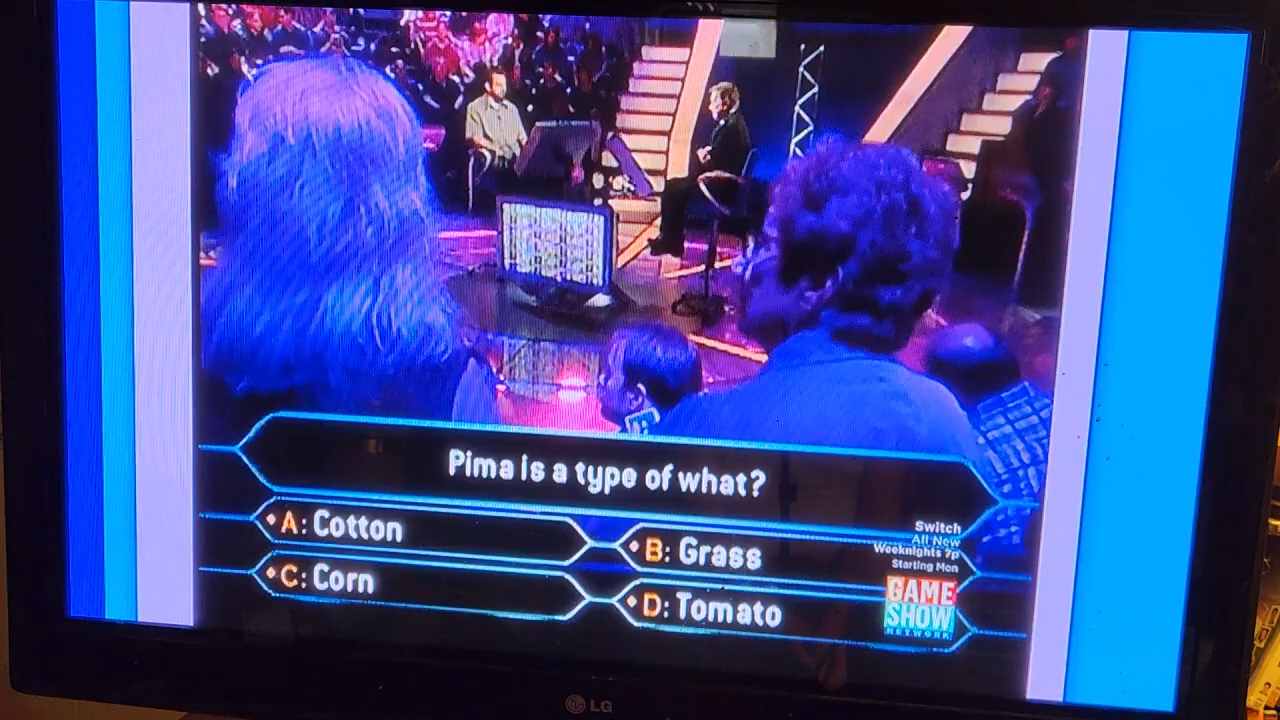 Pima is a type of what?
A: Cotton
B: Grass
C: Corn
D: Tomato
Switch
All New
Weeknights 7p
Starting Mon
GAME
SHOW
NETWORK
LG